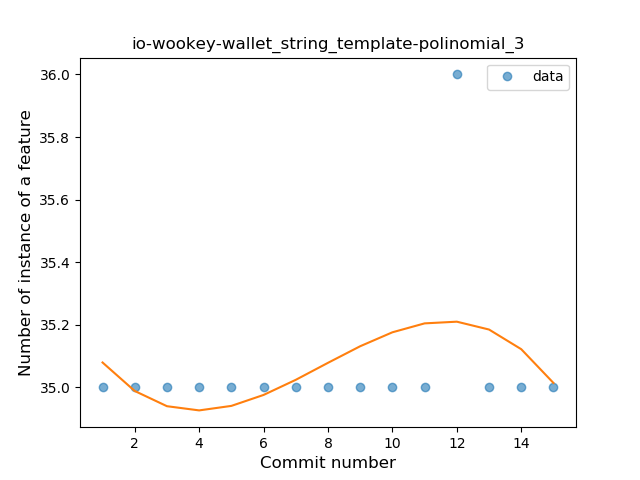 io-wookey-wallet_string_template-polinomial_3
data
Number of instance of a feature
36.0
35.8
35.6
35.4
35.2
35.0
2 4 6 8 10 12 14
Commit number